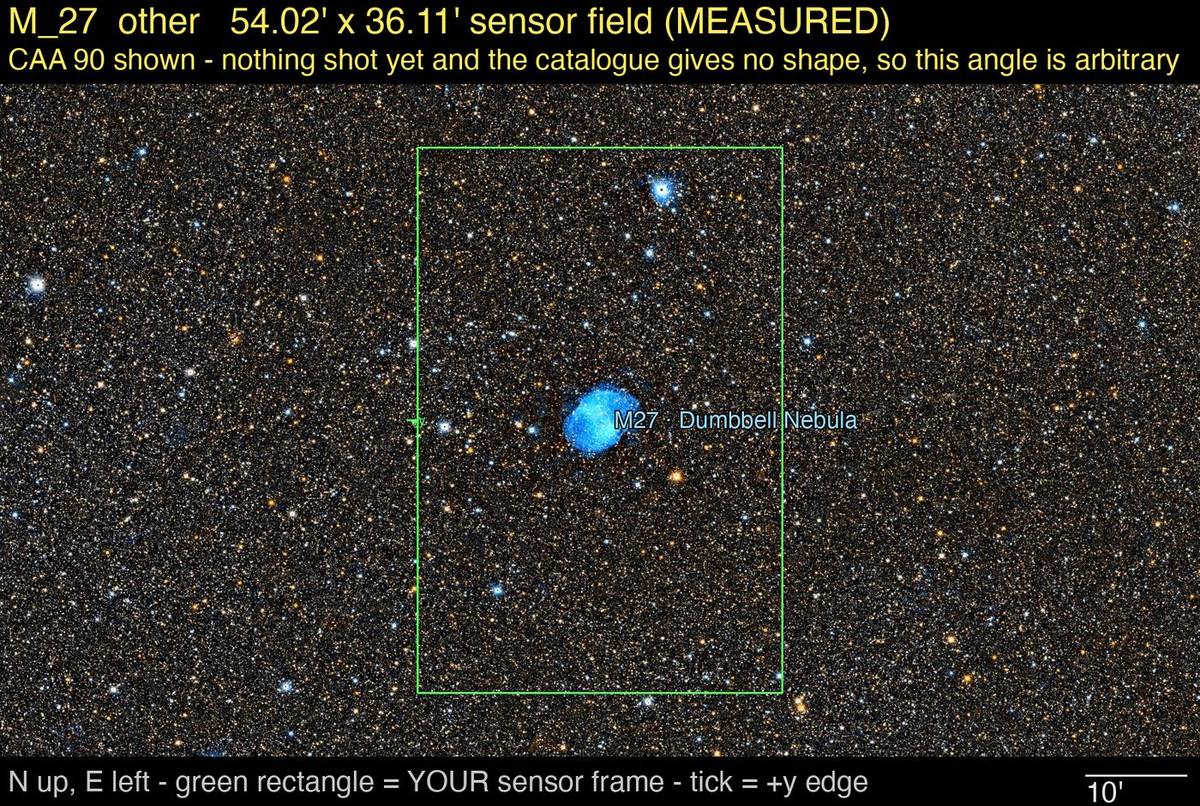 M_27 other 54.02' x 36.11' sensor field (MEASURED)
CAA 90 shown - nothing shot yet and the catalogue gives no shape, so this angle is arbitrary
M27 · Dumbbell Nebula
N up, E left - green rectangle = YOUR sensor frame - tick = +y edge
10'